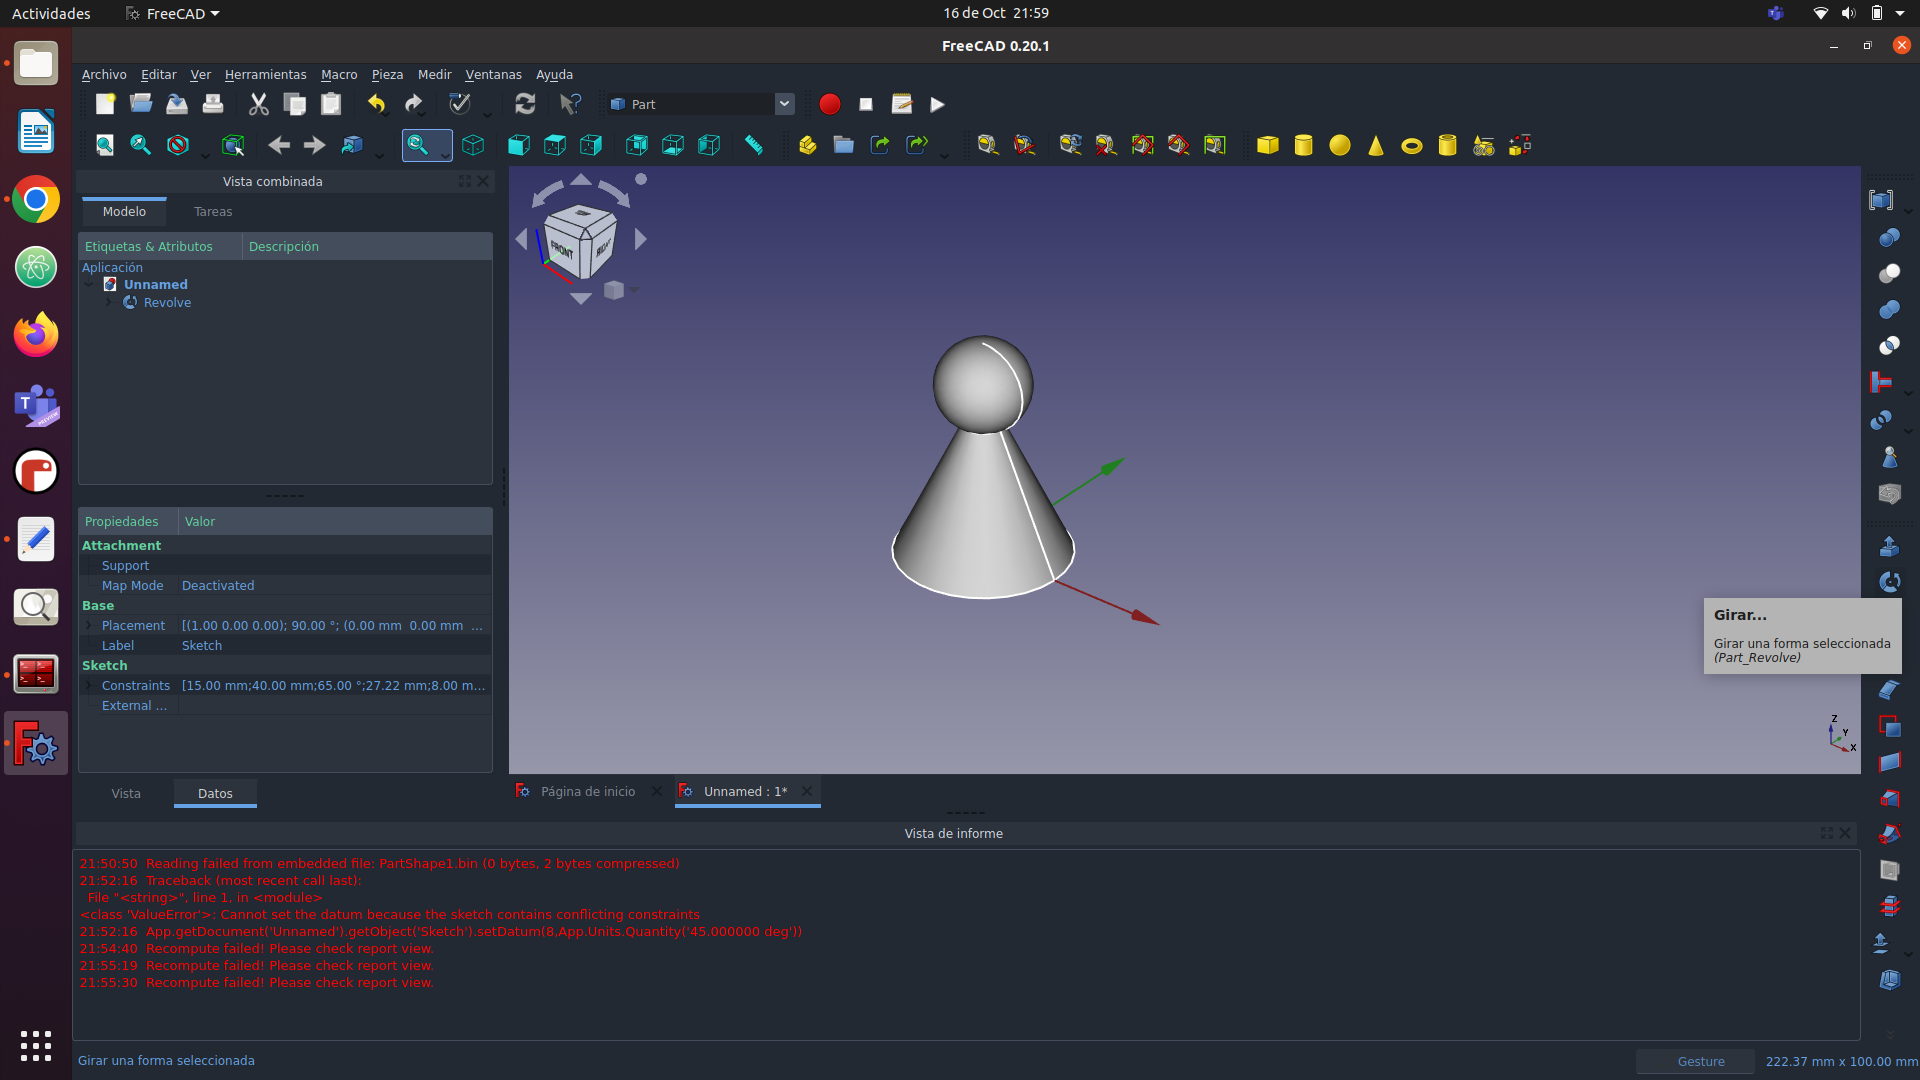 Actividades FreeCAD 16 de Oct 21:59
FreeCAD 0.20.1
Archivo Editar Ver Herramientas Macro Pieza Medir Ventanas Ayuda
Part
Vista combinada
Modelo Tareas
Etiquetas & Atributos Descripción
Aplicación
Unnamed
Revolve
FRONT RIGHT
Propiedades Valor
Attachment
Support
Map Mode Deactivated
Base
Placement [(1.00 0.00 0.00); 90.00 °; (0.00 mm 0.00 mm ...
Label Sketch
Sketch
Constraints [15.00 mm;40.00 mm;65.00 °;27.22 mm;8.00 m...
External ...
Vista Datos
Girar...
Girar una forma seleccionada
(Part_Revolve)
Z
Y
X
Página de inicio Unnamed : 1*
Vista de informe
21:50:50 Reading failed from embedded file: PartShape1.bin (0 bytes, 2 bytes compressed)
21:52:16 Traceback (most recent call last):
File "<string>", line 1, in <module>
<class 'ValueError'>: Cannot set the datum because the sketch contains conflicting constraints
21:52:16 App.getDocument('Unnamed').getObject('Sketch').setDatum(8,App.Units.Quantity('45.000000 deg'))
21:54:40 Recompute failed! Please check report view.
21:55:19 Recompute failed! Please check report view.
21:55:30 Recompute failed! Please check report view.
Girar una forma seleccionada Gesture 222.37 mm x 100.00 mm